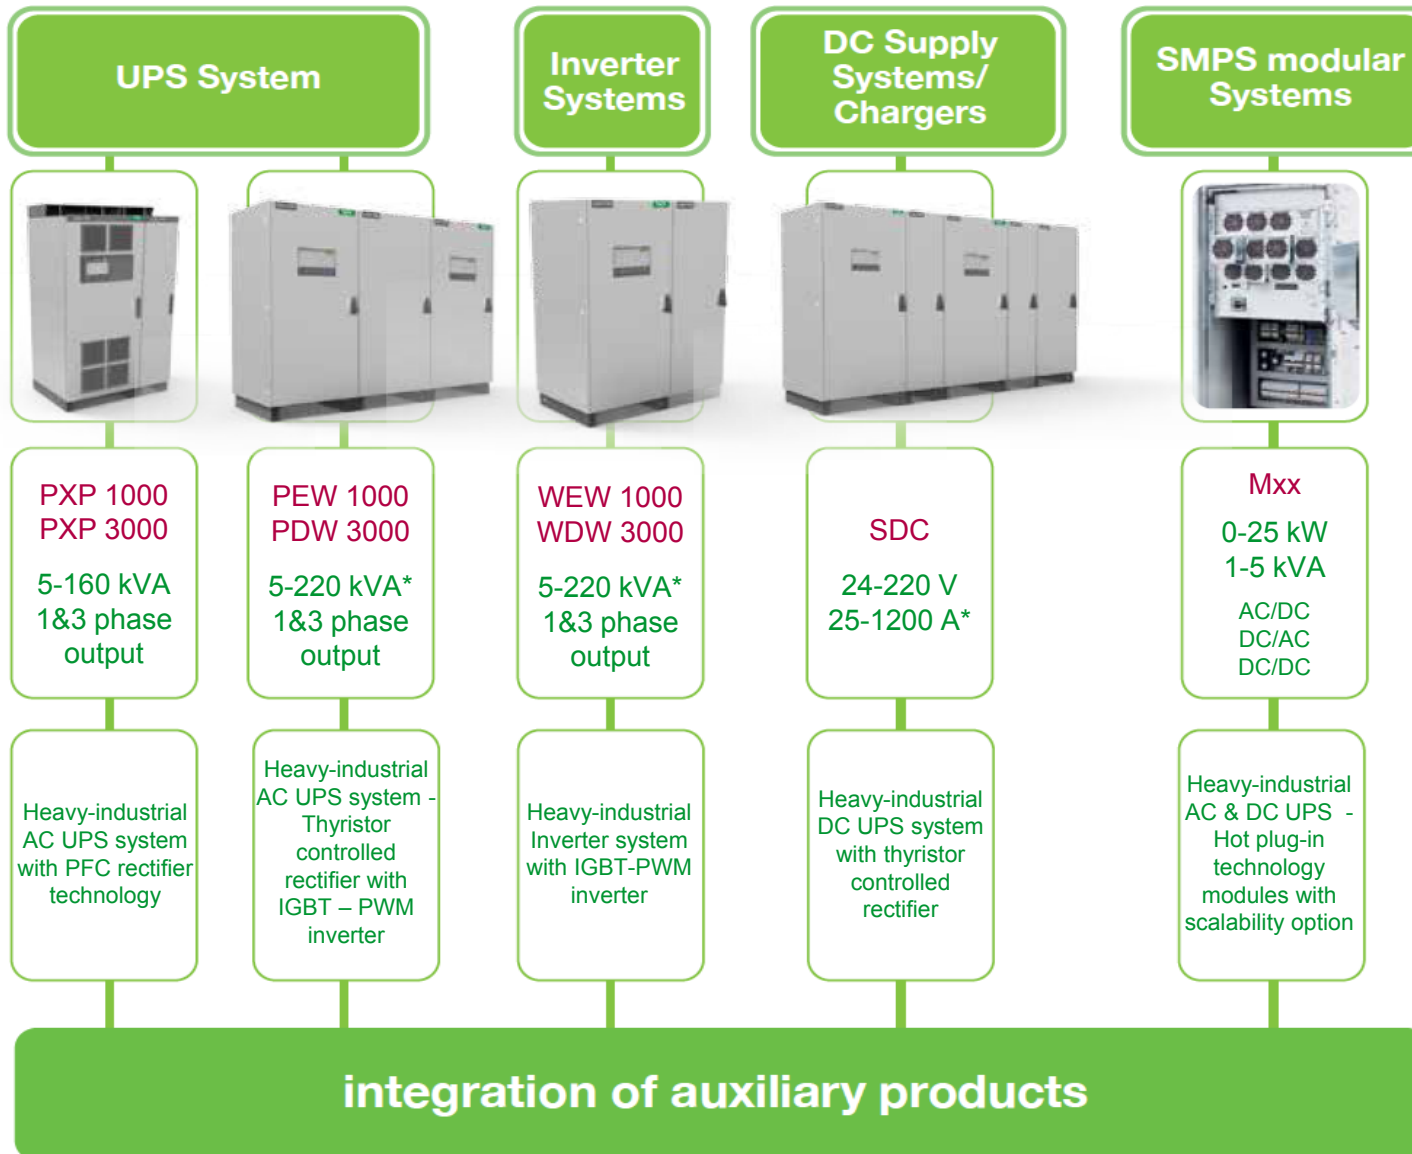 UPS System
Inverter
Systems
DC Supply
Systems/
Chargers
SMPS modular
Systems
PXP 1000
PXP 3000
5-160 kVA
1&3 phase
output
PEW 1000
PDW 3000
5-220 kVA*
1&3 phase
output
WEW 1000
WDW 3000
5-220 kVA*
1&3 phase
output
SDC
24-220 V
25-1200 A*
Mxx
0-25 kW
1-5 kVA
AC/DC
DC/AC
DC/DC
Heavy-industrial
AC UPS system
with PFC rectifier
technology
Heavy-industrial
AC UPS system -
Thyristor
controlled
rectifier with
IGBT – PWM
inverter
Heavy-industrial
Inverter system
with IGBT-PWM
inverter
Heavy-industrial
DC UPS system
with thyristor
controlled
rectifier
Heavy-industrial
AC & DC UPS  -
Hot plug-in
technology
modules with
scalability option
integration of auxiliary products